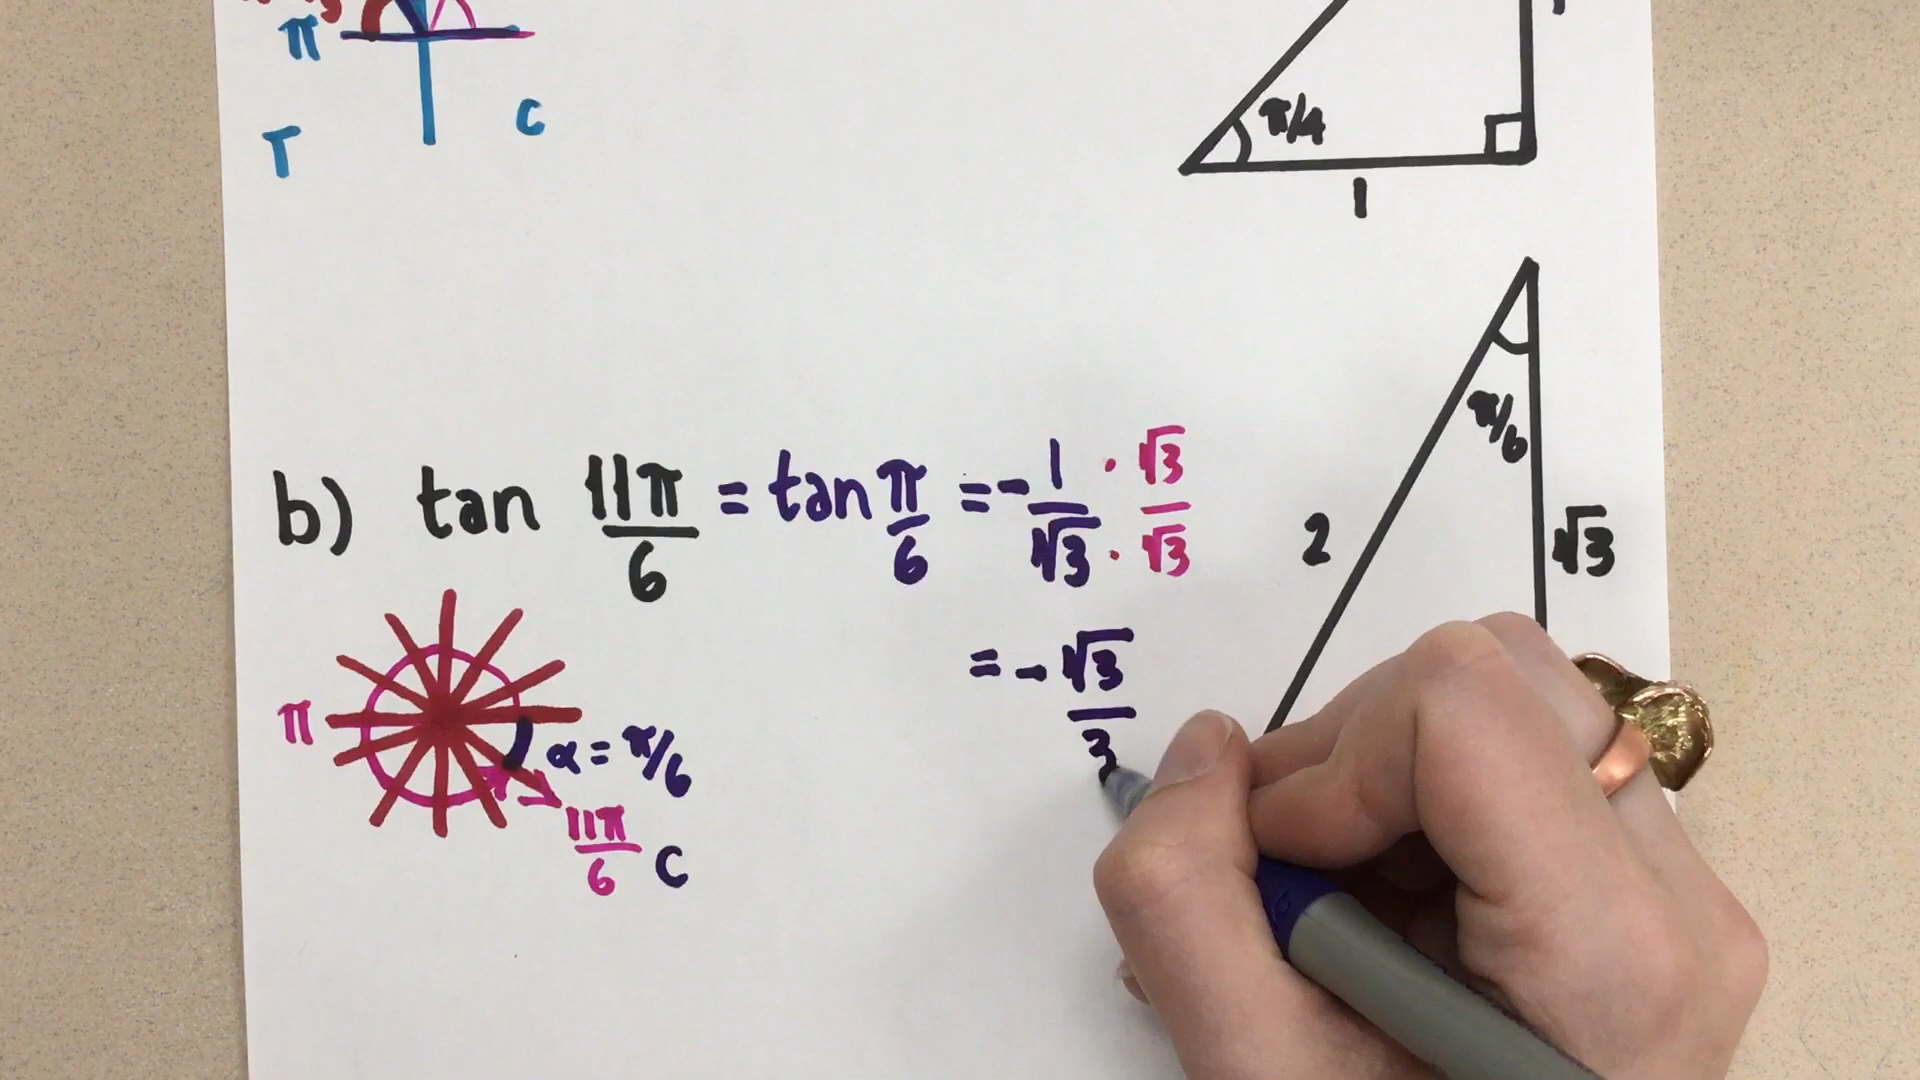 π
T C
π/4
1
π/6
b) tan 11π/6 = tan π/6 = - 1/√3 · √3/√3
2 √3
= - √3/3
π
α = π/6
11π/6 C